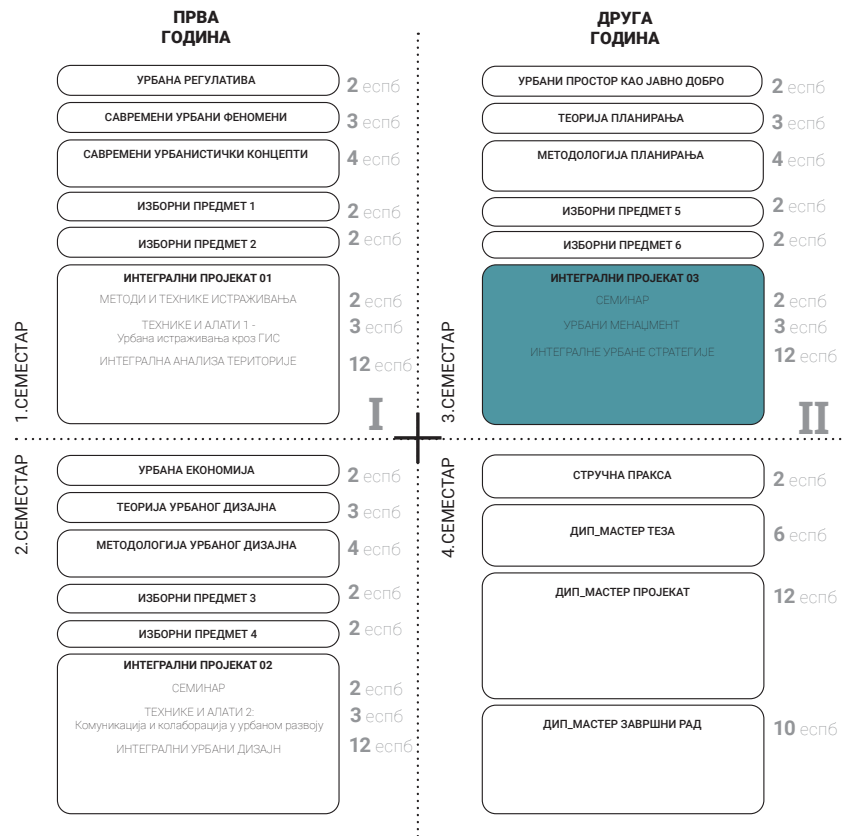 ПРВА
ГОДИНА
1.СЕМЕСТАР
УРБАНА РЕГУЛАТИВА
2 еспб
САВРЕМЕНИ УРБАНИ ФЕНОМЕНИ
3 еспб
САВРЕМЕНИ УРБАНИСТИЧКИ КОНЦЕПТИ
4 еспб
ИЗБОРНИ ПРЕДМЕТ 1
2 еспб
ИЗБОРНИ ПРЕДМЕТ 2
2 еспб
ИНТЕГРАЛНИ ПРОЈЕКАТ 01
МЕТОДИ И ТЕХНИКЕ ИСТРАЖИВАЊА
2 еспб
ТЕХНИКЕ И АЛАТИ 1 -
Урбана истраживања кроз ГИС
3 еспб
ИНТЕГРАЛНА АНАЛИЗА ТЕРИТОРИЈЕ
12 еспб
I
2.СЕМЕСТАР
УРБАНА ЕКОНОМИЈА
2 еспб
ТЕОРИЈА УРБАНОГ ДИЗАЈНА
3 еспб
МЕТОДОЛОГИЈА УРБАНОГ ДИЗАЈНА
4 еспб
ИЗБОРНИ ПРЕДМЕТ 3
2 еспб
ИЗБОРНИ ПРЕДМЕТ 4
2 еспб
ИНТЕГРАЛНИ ПРОЈЕКАТ 02
СЕМИНАР
2 еспб
ТЕХНИКЕ И АЛАТИ 2:
Комуникација и колаборација у урбаном развоју
3 еспб
ИНТЕГРАЛНИ УРБАНИ ДИЗАЈН
12 еспб
ДРУГА
ГОДИНА
3.СЕМЕСТАР
УРБАНИ ПРОСТОР КАО ЈАВНО ДОБРО
2 еспб
ТЕОРИЈА ПЛАНИРАЊА
3 еспб
МЕТОДОЛОГИЈА ПЛАНИРАЊА
4 еспб
ИЗБОРНИ ПРЕДМЕТ 5
2 еспб
ИЗБОРНИ ПРЕДМЕТ 6
2 еспб
ИНТЕГРАЛНИ ПРОЈЕКАТ 03
СЕМИНАР
2 еспб
УРБАНИ МЕНАЏМЕНТ
3 еспб
ИНТЕГРАЛНЕ УРБАНЕ СТРАТЕГИЈЕ
12 еспб
II
4.СЕМЕСТАР
СТРУЧНА ПРАКСА
2 еспб
ДИП_МАСТЕР ТЕЗА
6 еспб
ДИП_МАСТЕР ПРОЈЕКАТ
12 еспб
ДИП_МАСТЕР ЗАВРШНИ РАД
10 еспб